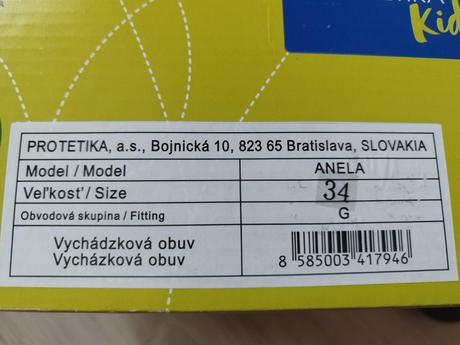 Kid
PROTETIKA, a.s., Bojnická 10, 823 65 Bratislava, SLOVAKIA
Model / Model ANELA
Veľkosť / Size 34
Obvodová skupina / Fitting G
Vychádzková obuv
Vycházková obuv
8 585003 417946